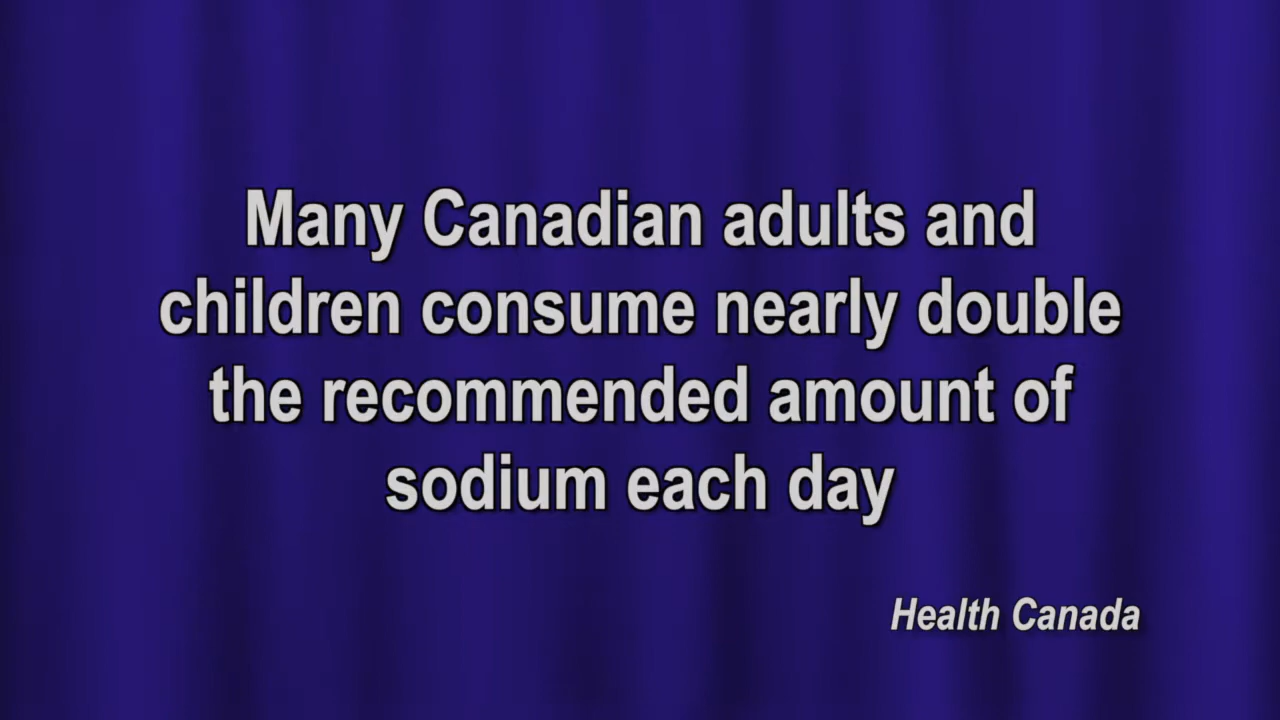 Many Canadian adults and
children consume nearly double
the recommended amount of
sodium each day
Health Canada